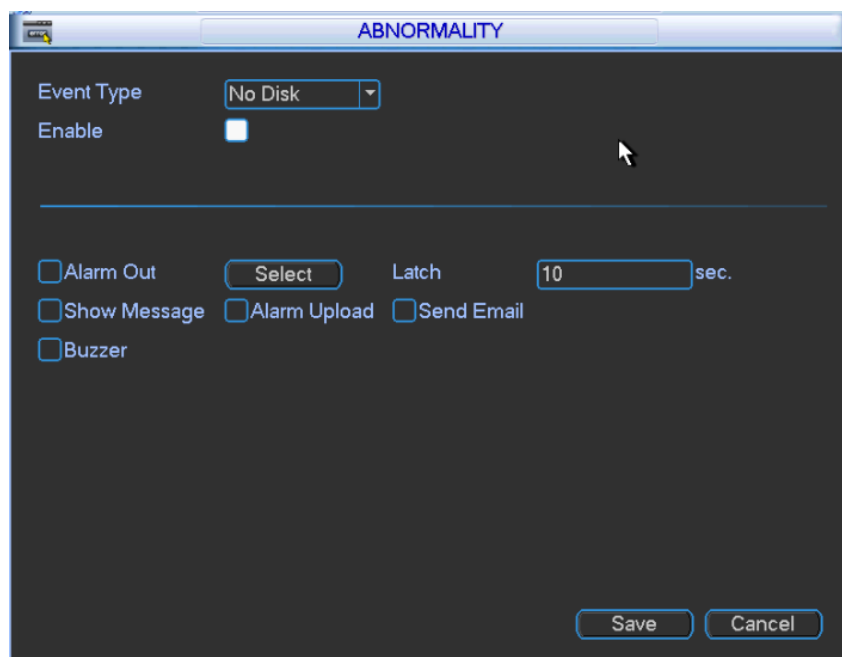 ABNORMALITY
Event Type No Disk
Enable
Alarm Out Select Latch 10 sec.
Show Message Alarm Upload Send Email
Buzzer
Save Cancel